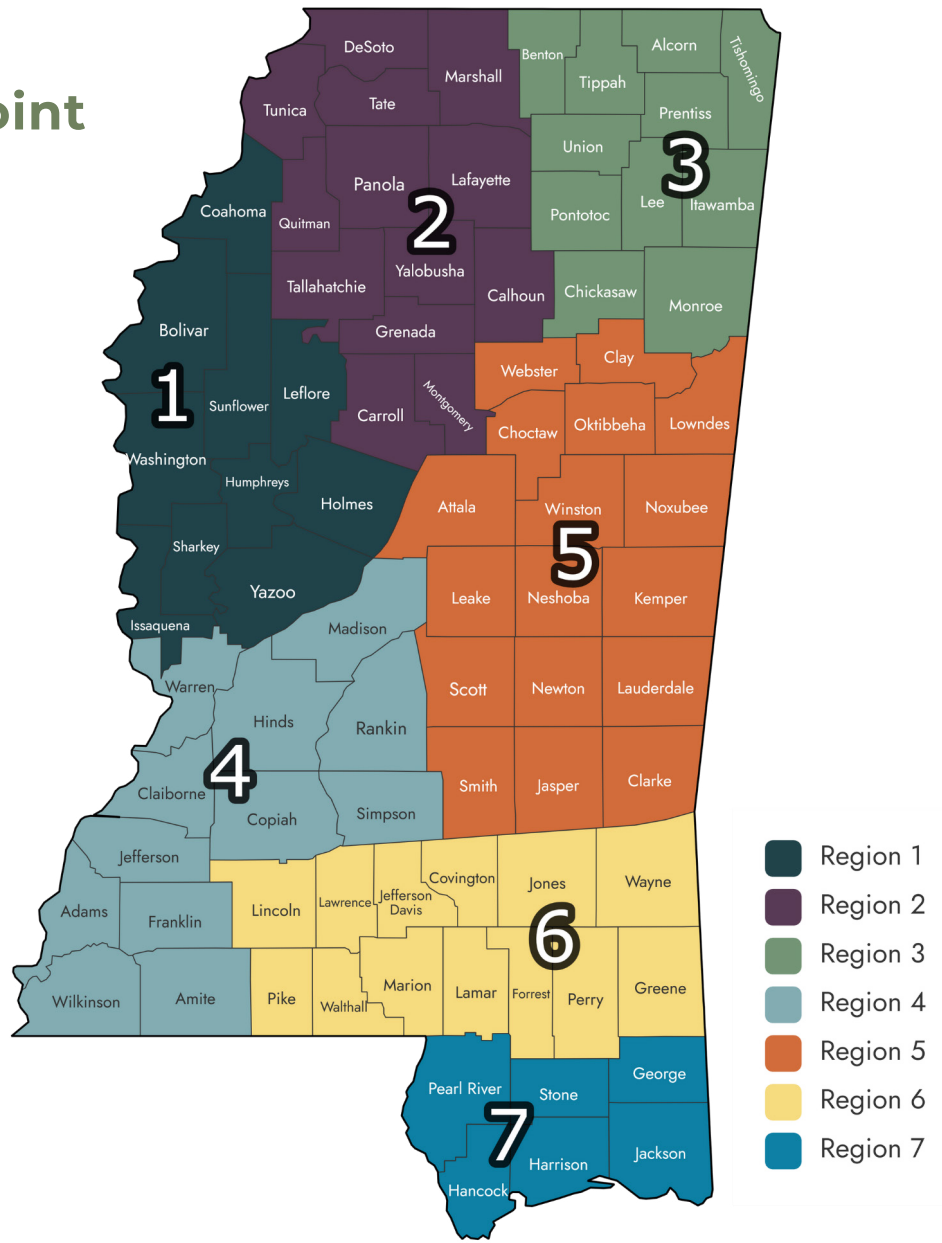 oint
DeSoto
Marshall
Benton
Alcorn
Tishomingo
Tippah
Tunica
Tate
Prentiss
Union
3
Panola
Lafayette
Lee
Itawamba
Coahoma
Quitman
2
Pontotoc
Yalobusha
Tallahatchie
Calhoun
Chickasaw
Monroe
Bolivar
Grenada
Clay
Webster
1
Leflore
Sunflower
Carroll
Montgomery
Choctaw
Oktibbeha
Lowndes
Washington
Humphreys
Holmes
Attala
Winston
Noxubee
Sharkey
5
Yazoo
Leake
Neshoba
Kemper
Issaquena
Madison
Warren
Scott
Newton
Lauderdale
Hinds
Rankin
4
Claiborne
Smith
Jasper
Clarke
Copiah
Simpson
Jefferson
Covington
Jones
Wayne
Adams
Franklin
Lincoln
Lawrence
Jefferson
Davis
6
Wilkinson
Amite
Pike
Walthall
Marion
Lamar
Forrest
Perry
Greene
Pearl River
Stone
George
7
Harrison
Jackson
Hancock
Region 1
Region 2
Region 3
Region 4
Region 5
Region 6
Region 7